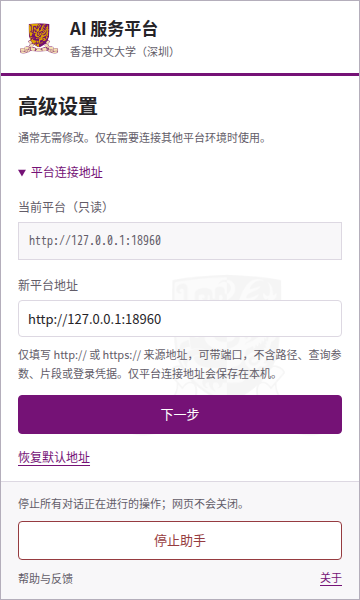 AI 服务平台
香港中文大学（深圳）
高级设置
通常无需修改。仅在需要连接其他平台环境时使用。
▼ 平台连接地址
当前平台（只读）
http://127.0.0.1:18960
新平台地址
http://127.0.0.1:18960
仅填写 http:// 或 https:// 来源地址，可带端口，不含路径、查询参
数、片段或登录凭据。仅平台连接地址会保存在本机。
下一步
恢复默认地址
停止所有对话正在进行的操作；网页不会关闭。
停止助手
帮助与反馈
关于